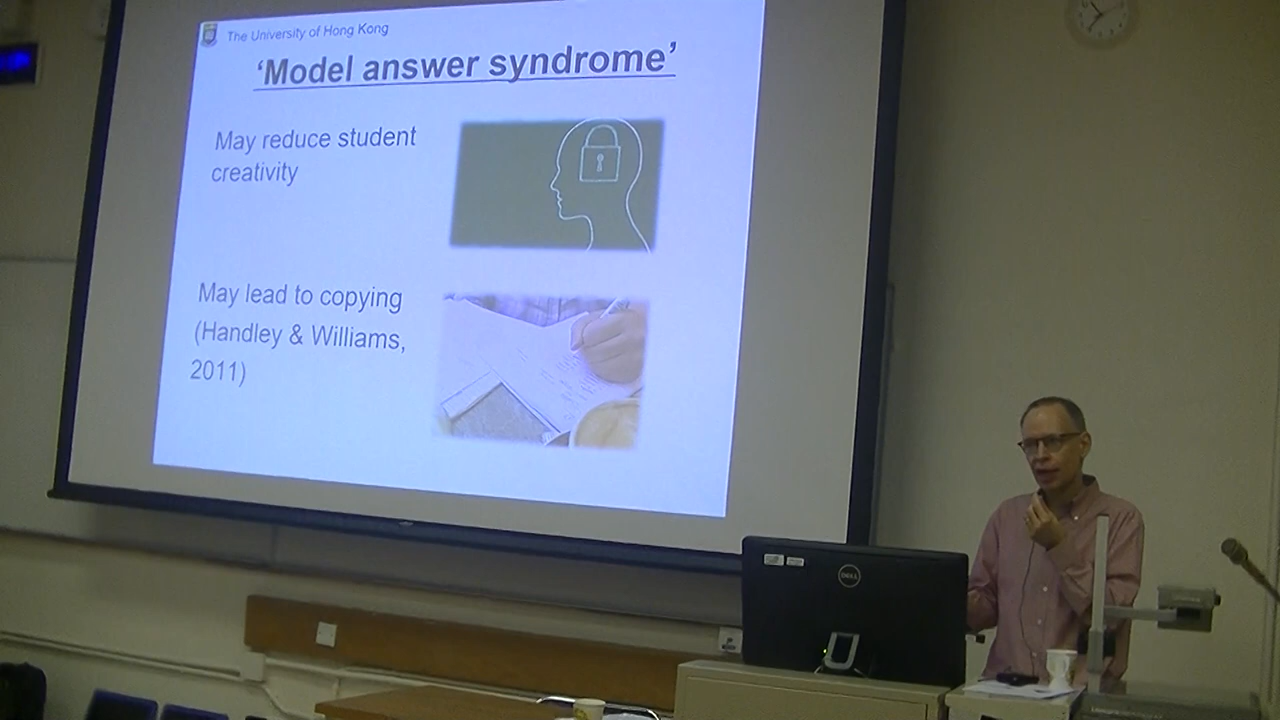 The University of Hong Kong
'Model answer syndrome'
May reduce student
creativity
May lead to copying
(Handley & Williams,
2011)
DELL